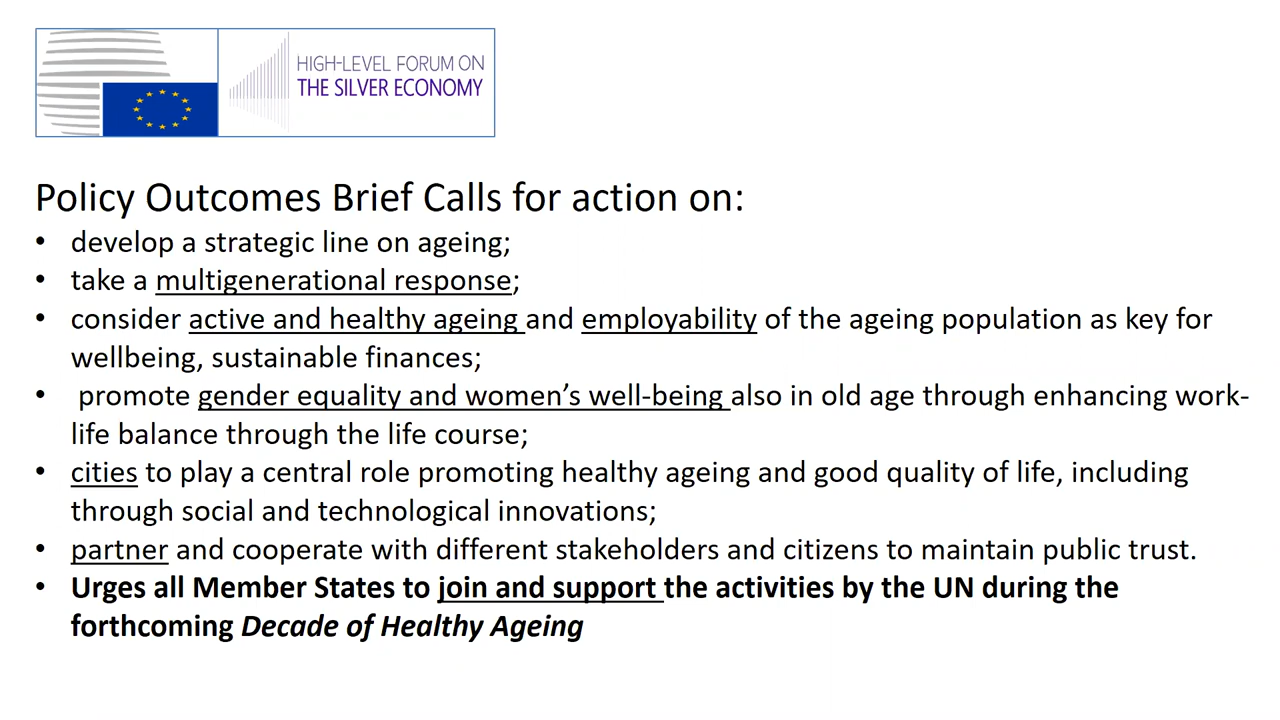 HIGH-LEVEL FORUM ON
THE SILVER ECONOMY
Policy Outcomes Brief Calls for action on:
• develop a strategic line on ageing;
• take a multigenerational response;
• consider active and healthy ageing and employability of the ageing population as key for
wellbeing, sustainable finances;
• promote gender equality and women’s well-being also in old age through enhancing work-
life balance through the life course;
• cities to play a central role promoting healthy ageing and good quality of life, including
through social and technological innovations;
• partner and cooperate with different stakeholders and citizens to maintain public trust.
• Urges all Member States to join and support the activities by the UN during the
forthcoming Decade of Healthy Ageing